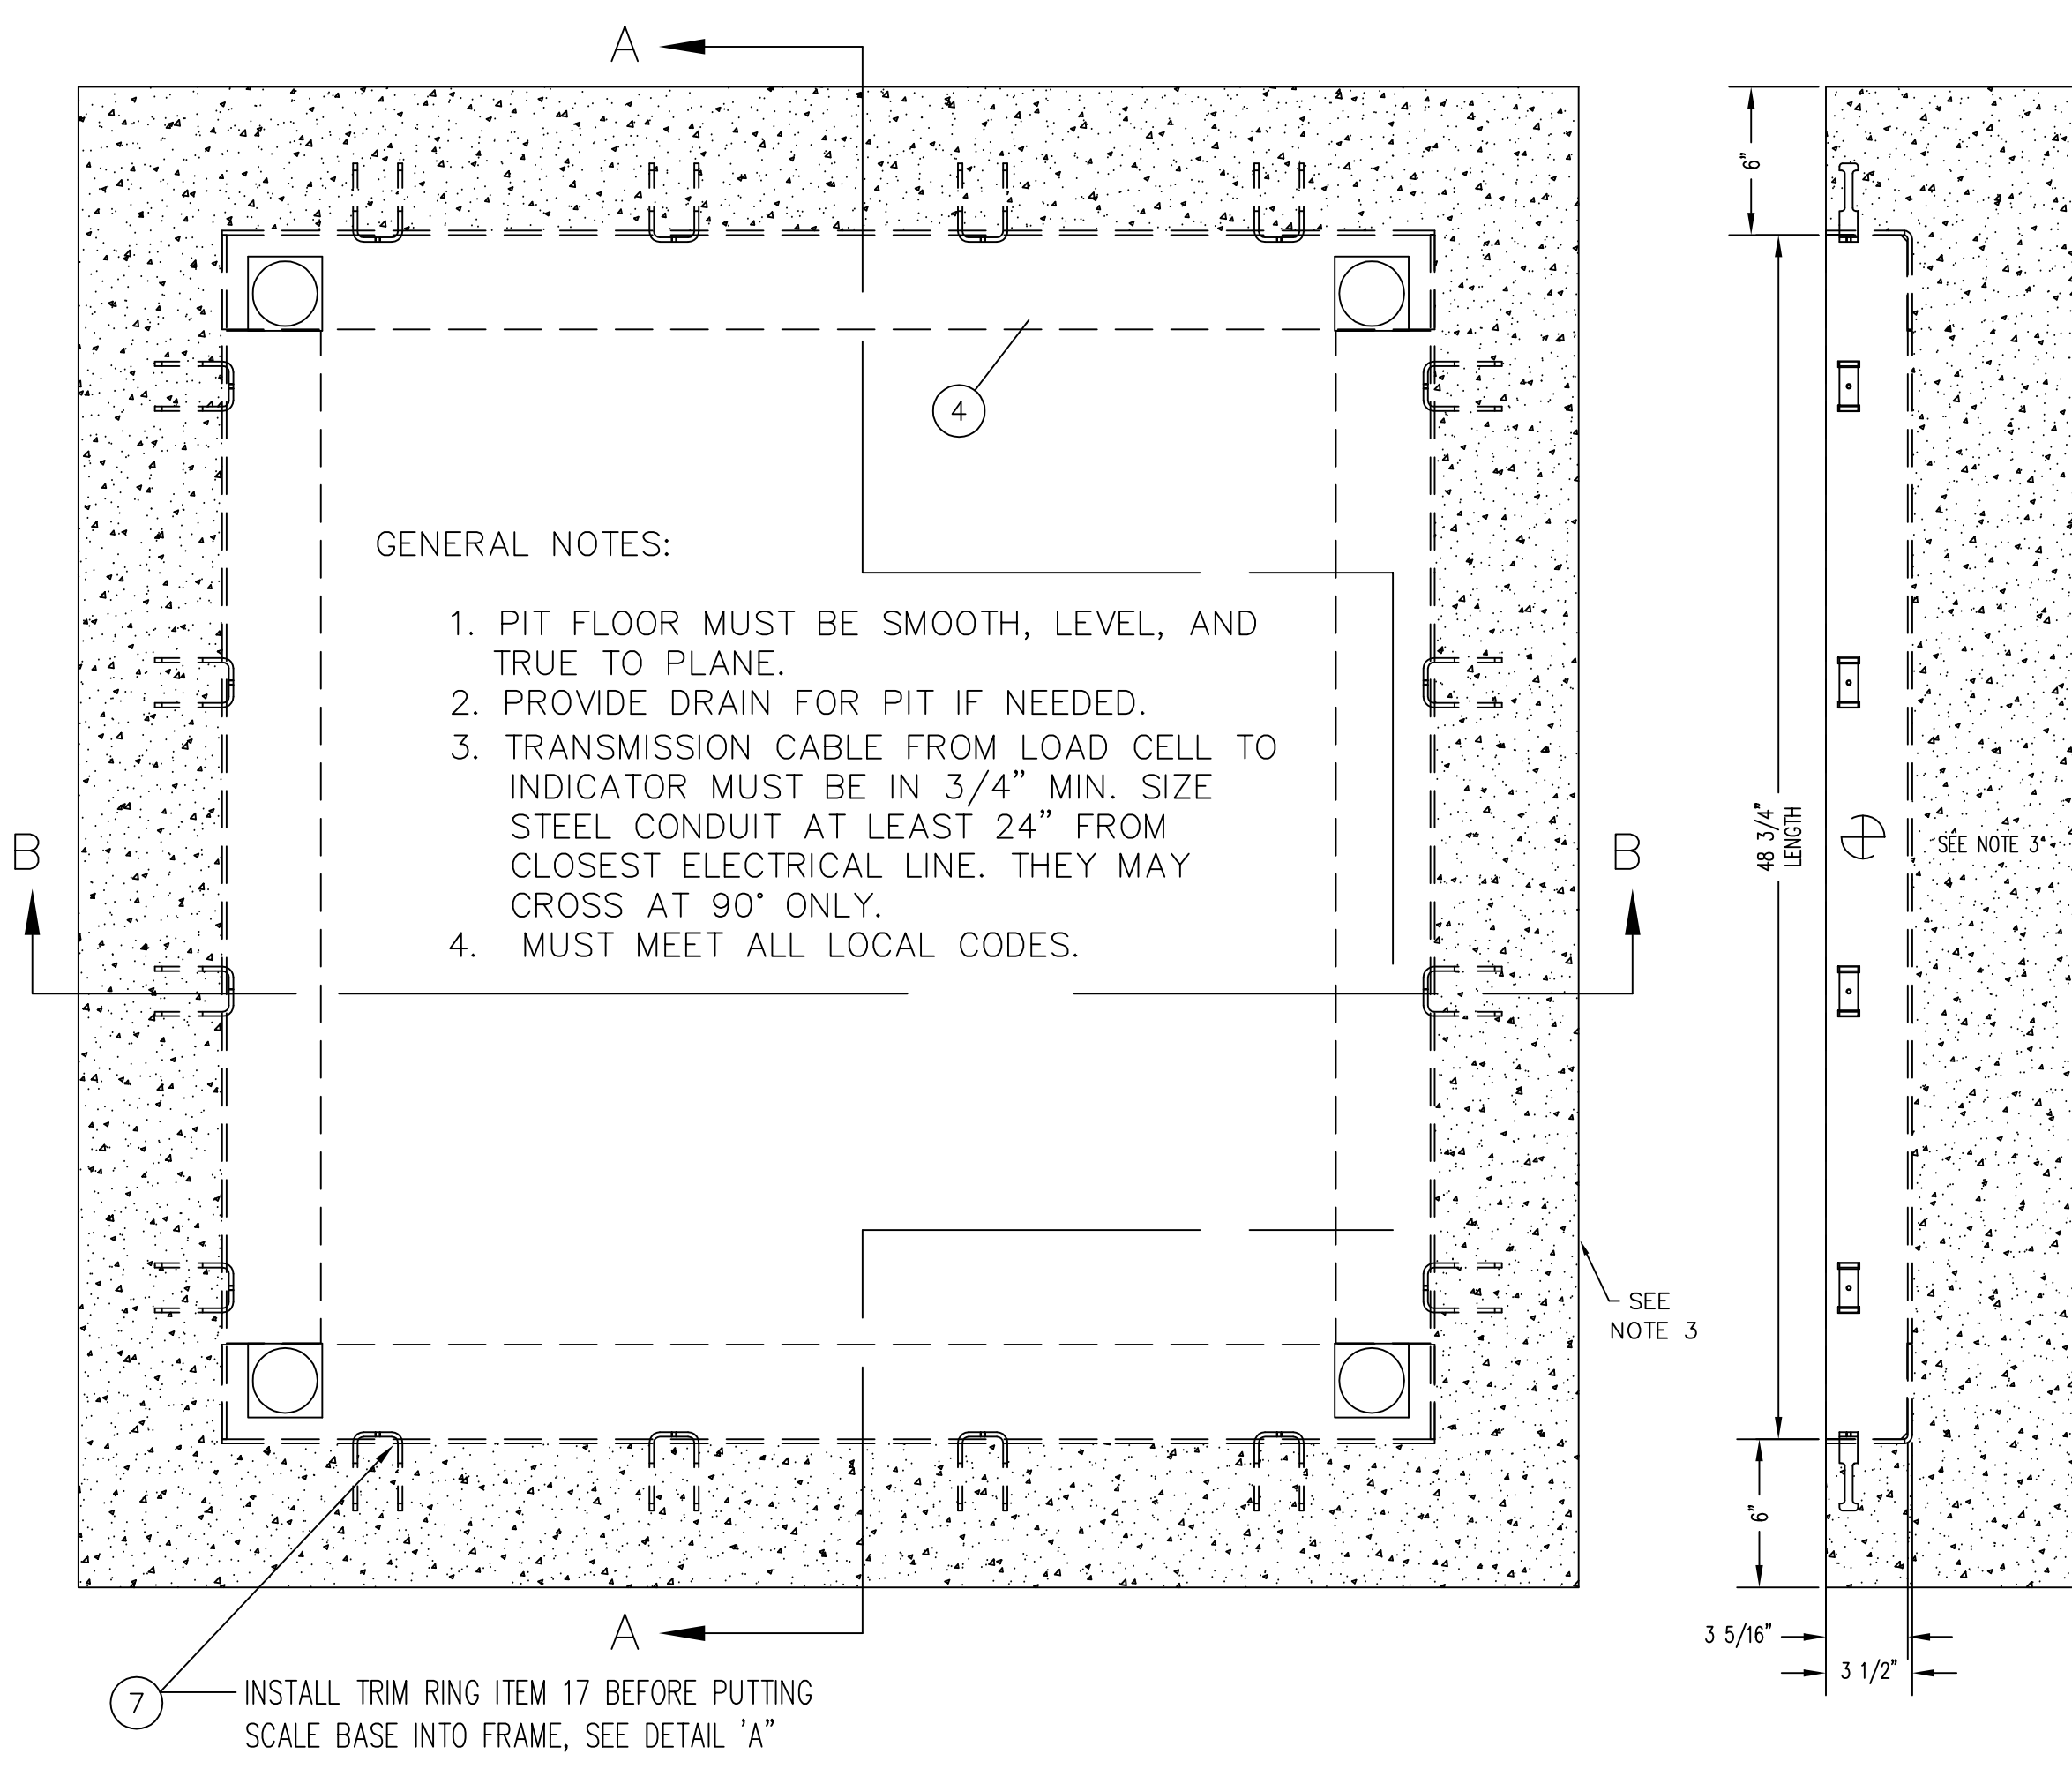 A
6"
4
GENERAL NOTES:
1. PIT FLOOR MUST BE SMOOTH, LEVEL, AND
TRUE TO PLANE.
2. PROVIDE DRAIN FOR PIT IF NEEDED.
3. TRANSMISSION CABLE FROM LOAD CELL TO
INDICATOR MUST BE IN 3/4" MIN. SIZE
STEEL CONDUIT AT LEAST 24" FROM
CLOSEST ELECTRICAL LINE. THEY MAY
CROSS AT 90° ONLY.
4. MUST MEET ALL LOCAL CODES.
B
B
48 3/4"
LENGTH
SEE NOTE 3
SEE
NOTE 3
6"
A
3 5/16"
3 1/2"
7
INSTALL TRIM RING ITEM 17 BEFORE PUTTING
SCALE BASE INTO FRAME, SEE DETAIL 'A"